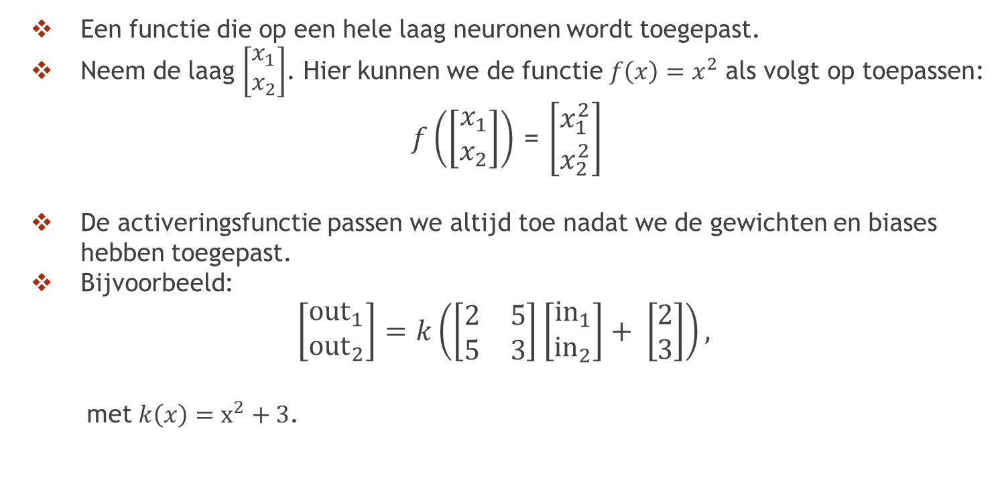 ❖ Een functie die op een hele laag neuronen wordt toegepast.
❖ Neem de laag $\begin{bmatrix} x_1 \\ x_2 \end{bmatrix}$. Hier kunnen we de functie $f(x) = x^2$ als volgt op toepassen:
$f\left(\begin{bmatrix} x_1 \\ x_2 \end{bmatrix}\right) = \begin{bmatrix} x_1^2 \\ x_2^2 \end{bmatrix}$
❖ De activeringsfunctie passen we altijd toe nadat we de gewichten en biases
hebben toegepast.
❖ Bijvoorbeeld:
$\begin{bmatrix} \text{out}_1 \\ \text{out}_2 \end{bmatrix} = k\left(\begin{bmatrix} 2 & 5 \\ 5 & 3 \end{bmatrix} \begin{bmatrix} \text{in}_1 \\ \text{in}_2 \end{bmatrix} + \begin{bmatrix} 2 \\ 3 \end{bmatrix}\right),$
met $k(x) = \text{x}^2 + 3.$